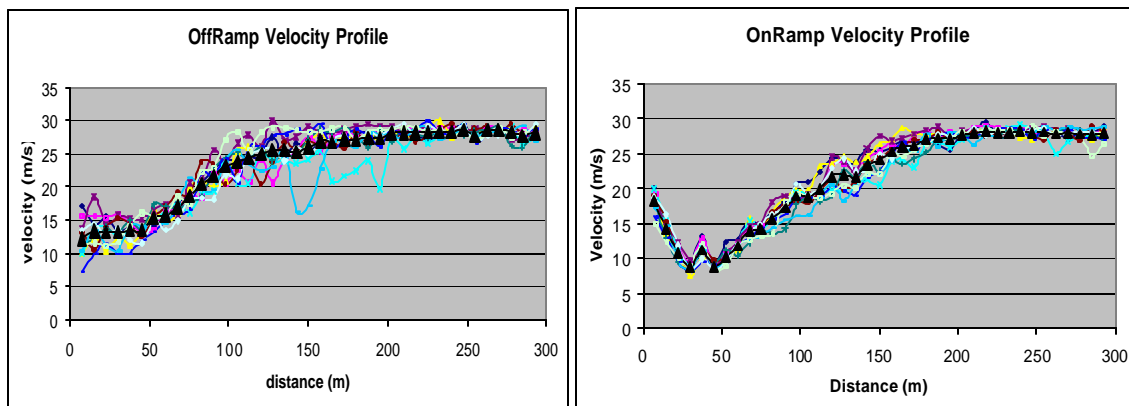 OffRamp Velocity Profile
35
30
25
20
15
10
5
0
velocity (m/s)
0 50 100 150 200 250 300
distance (m)
OnRamp Velocity Profile
35
30
25
20
15
10
5
0
Velocity (m/s)
0 50 100 150 200 250 300
Distance (m)